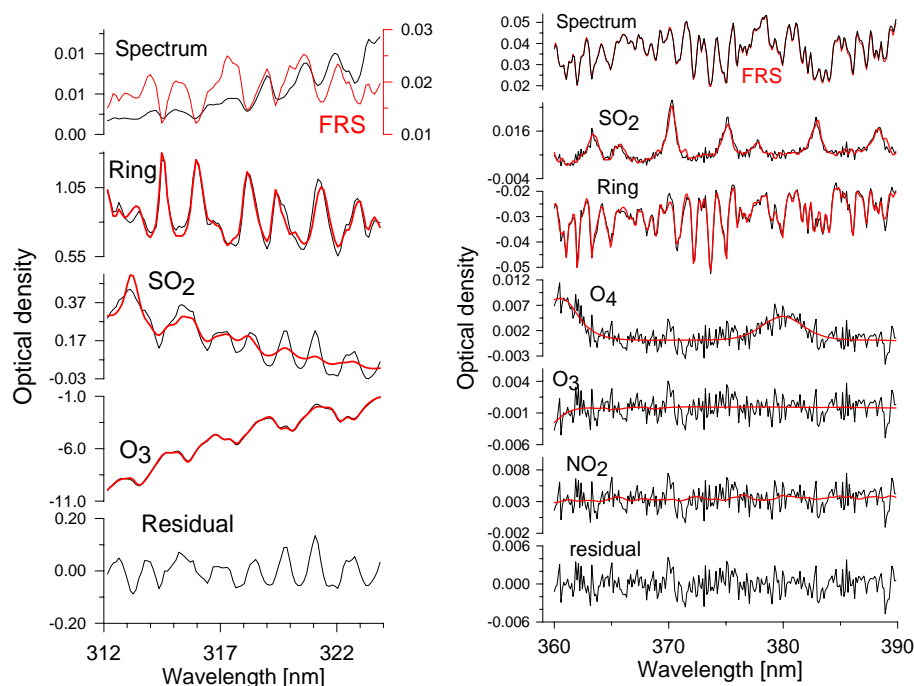 Spectrum
0.01
0.01
0.00
0.03
0.02
0.01
FRS
Ring
1.05
0.55
SO2
0.37
0.17
-0.03
-1.0
-6.0
-11.0
O3
Residual
0.20
0.00
-0.20
Optical density
312
317
322
Wavelength [nm]
Spectrum
0.05
0.04
0.03
0.02
FRS
SO2
0.016
-0.004
Ring
-0.02
-0.03
-0.04
-0.05
O4
0.012
0.007
0.002
-0.003
O3
0.004
-0.001
-0.006
NO2
0.008
0.003
-0.002
residual
0.006
0.000
-0.006
Optical density
360
370
380
390
Wavelength [nm]